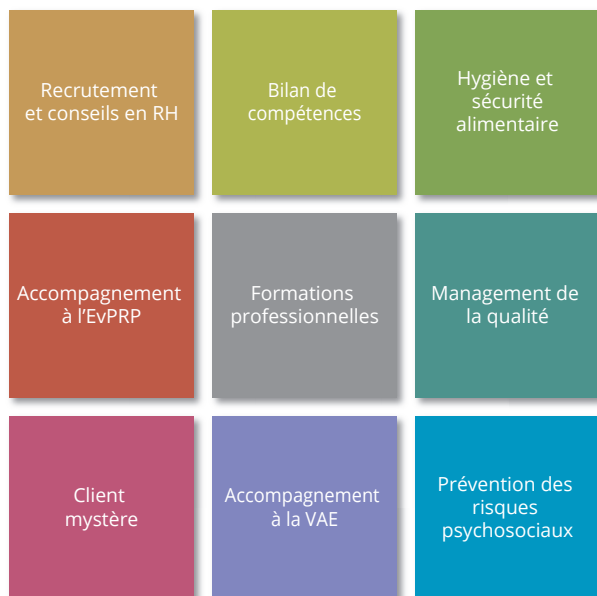 Recrutement
et conseils en RH
Bilan de
compétences
Hygiène et
sécurité
alimentaire
Accompagnement
à l'EvPRP
Formations
professionnelles
Management de
la qualité
Client
mystère
Accompagnement
à la VAE
Prévention des
risques
psychosociaux